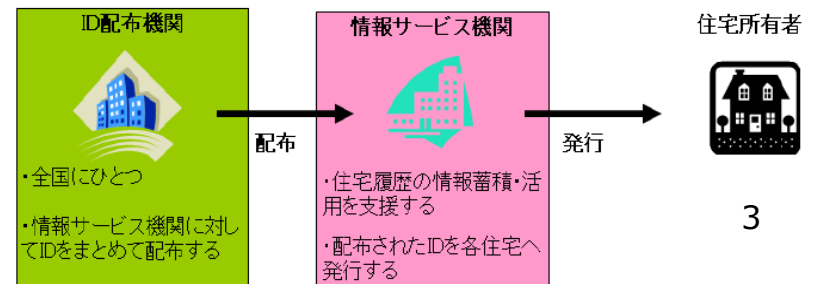 ID配布機関
・全国にひとつ
・情報サービス機関に対し
てIDをまとめて配布する
配布
情報サービス機関
・住宅履歴の情報蓄積・活
用を支援する
・配布されたIDを各住宅へ
発行する
発行
住宅所有者
3